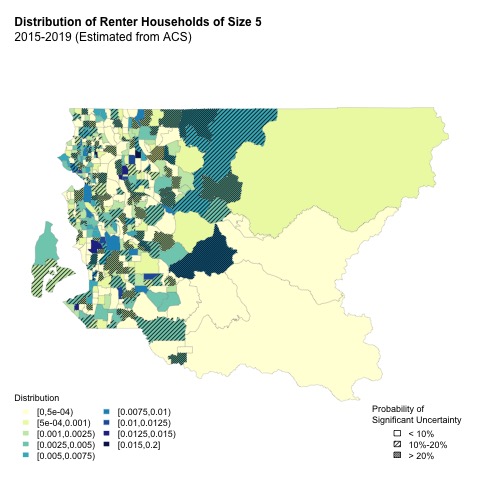 Distribution of Renter Households of Size 5
2015-2019 (Estimated from ACS)
Distribution
[0,5e-04)
[5e-04,0.001)
[0.001,0.0025)
[0.0025,0.005)
[0.005,0.0075)
[0.0075,0.01)
[0.01,0.0125)
[0.0125,0.015)
[0.015,0.2]
Probability of
Significant Uncertainty
< 10%
10%-20%
> 20%